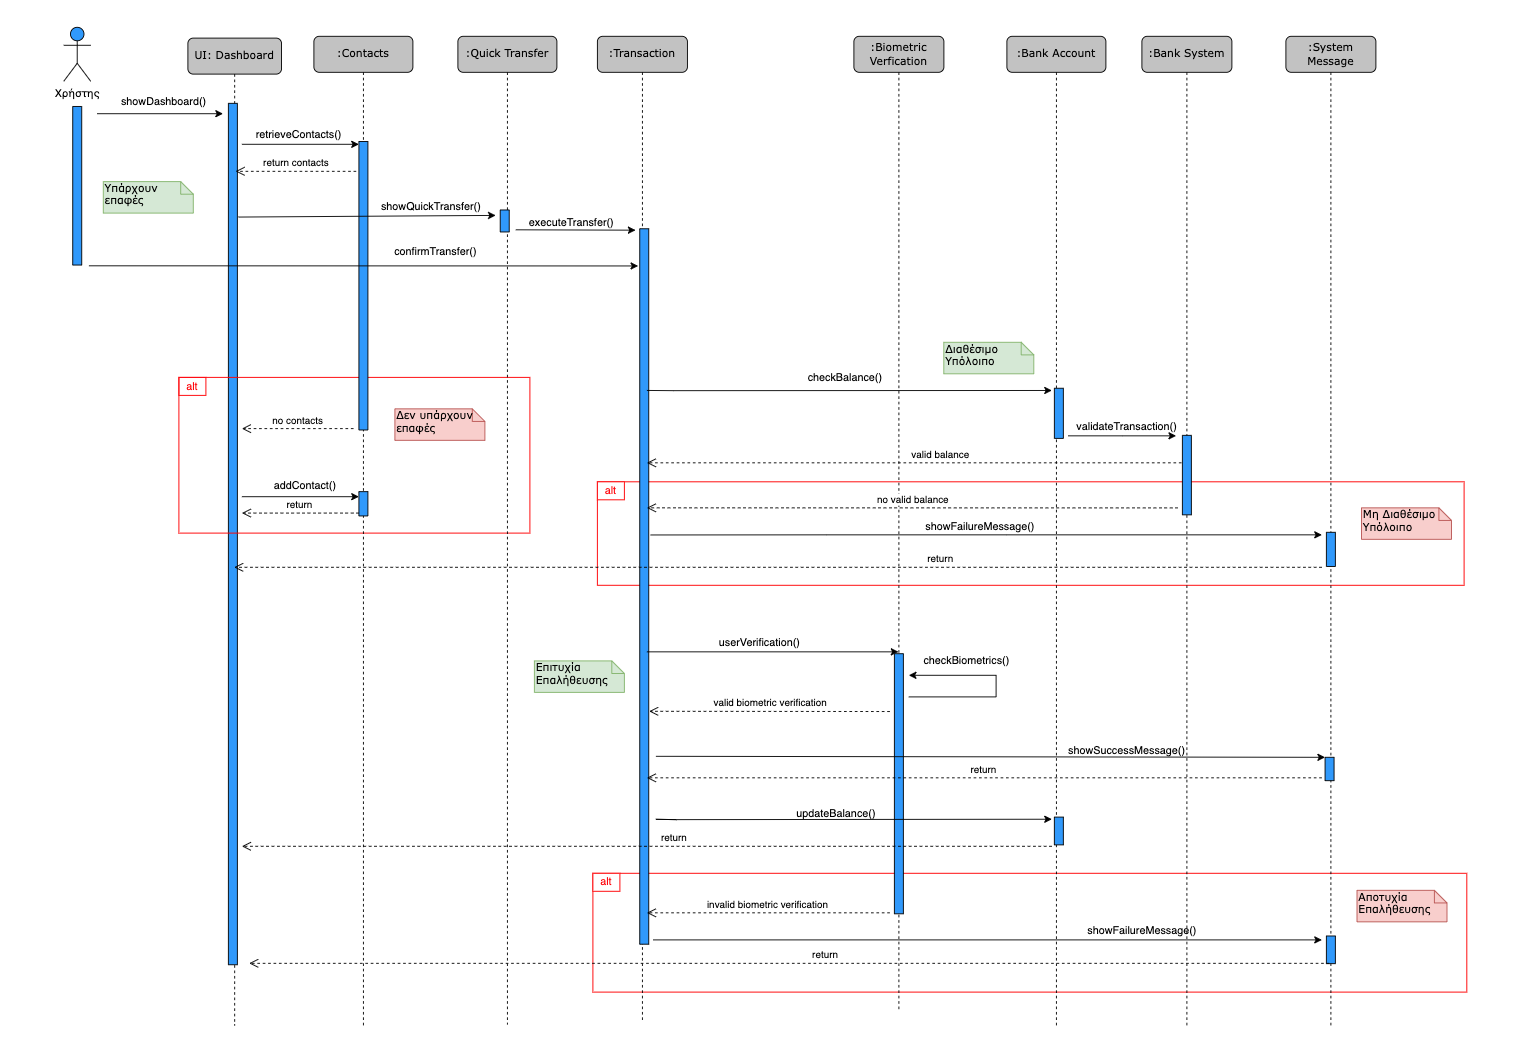 UI: Dashboard
:Contacts
:Quick Transfer
:Transaction
:Biometric
Verfication
:Bank Account
:Bank System
:System
Message
Χρήστης
showDashboard()
retrieveContacts()
return contacts
Υπάρχουν
επαφές
showQuickTransfer()
executeTransfer()
confirmTransfer()
Διαθέσιμο
Υπόλοιπο
checkBalance()
alt
Δεν υπάρχουν
επαφές
no contacts
validateTransaction()
valid balance
addContact()
return
alt
no valid balance
Μη Διαθέσιμο
Υπόλοιπο
showFailureMessage()
return
userVerification()
Επιτυχία
Επαλήθευσης
checkBiometrics()
valid biometric verification
showSuccessMessage()
return
updateBalance()
return
alt
Αποτυχία
Επαλήθευσης
invalid biometric verification
showFailureMessage()
return